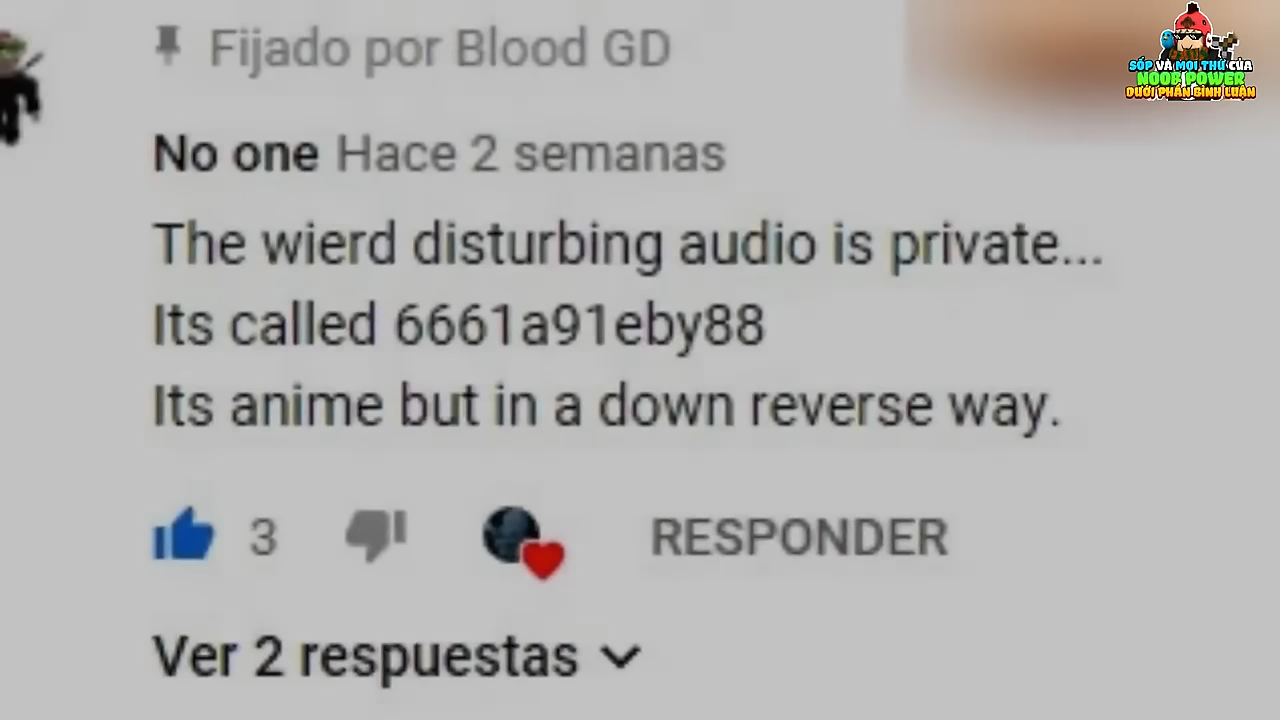 Fijado por Blood GD
SỐP VÀ MỌI THỨ CỦA
NOOB POWER
DƯỚI PHẦN BÌNH LUẬN
No one Hace 2 semanas
The wierd disturbing audio is private...
Its called 6661a91eby88
Its anime but in a down reverse way.
3 RESPONDER
Ver 2 respuestas